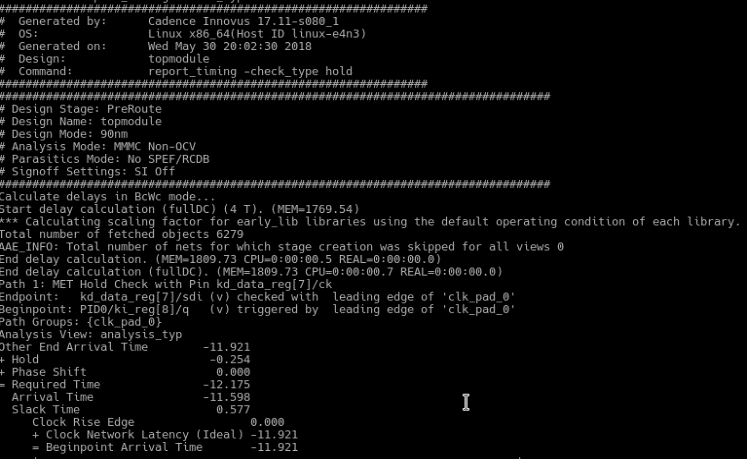 ################################################################
#  Generated by:      Cadence Innovus 17.11-s080_1
#  OS:                Linux x86_64(Host ID linux-e4n3)
#  Generated on:      Wed May 30 20:02:30 2018
#  Design:            topmodule
#  Command:           report_timing -check_type hold
################################################################
###################################################################################
# Design Stage: PreRoute
# Design Name: topmodule
# Design Mode: 90nm
# Analysis Mode: MMMC Non-OCV
# Parasitics Mode: No SPEF/RCDB
# Signoff Settings: SI Off
###################################################################################
Calculate delays in BcWc mode...
Start delay calculation (fullDC) (4 T). (MEM=1769.54)
*** Calculating scaling factor for early_lib libraries using the default operating condition of each library.
Total number of fetched objects 6279
AAE_INFO: Total number of nets for which stage creation was skipped for all views 0
End delay calculation. (MEM=1809.73 CPU=0:00:00.5 REAL=0:00:00.0)
End delay calculation (fullDC). (MEM=1809.73 CPU=0:00:00.7 REAL=0:00:00.0)
Path 1: MET Hold Check with Pin kd_data_reg[7]/ck
Endpoint:   kd_data_reg[7]/sdi (v) checked with  leading edge of 'clk_pad_0'
Beginpoint: PID0/ki_reg[8]/q   (v) triggered by  leading edge of 'clk_pad_0'
Path Groups: {clk_pad_0}
Analysis View: analysis_typ
Other End Arrival Time        -11.921
+ Hold                         -0.254
+ Phase Shift                   0.000
= Required Time               -12.175
  Arrival Time                -11.598
  Slack Time                    0.577
     Clock Rise Edge                 0.000
     + Clock Network Latency (Ideal) -11.921
     = Beginpoint Arrival Time       -11.921